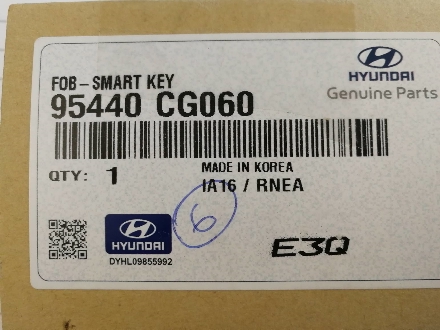 HYUNDAI
Genuine Parts
FOB-SMART KEY
95440 CG060
QTY: 1
MADE IN KOREA
IA16 / RNEA
6
HYUNDAI
DYHL09855992
E3Q